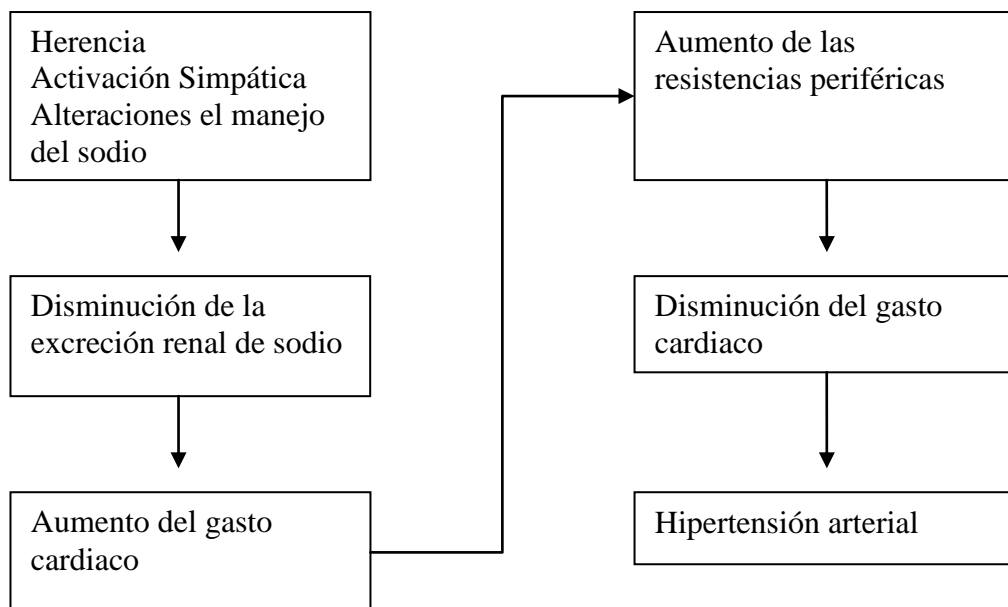 Herencia
Activación Simpática
Alteraciones el manejo
del sodio
Disminución de la
excreción renal de sodio
Aumento del gasto
cardiaco
Aumento de las
resistencias periféricas
Disminución del gasto
cardiaco
Hipertensión arterial